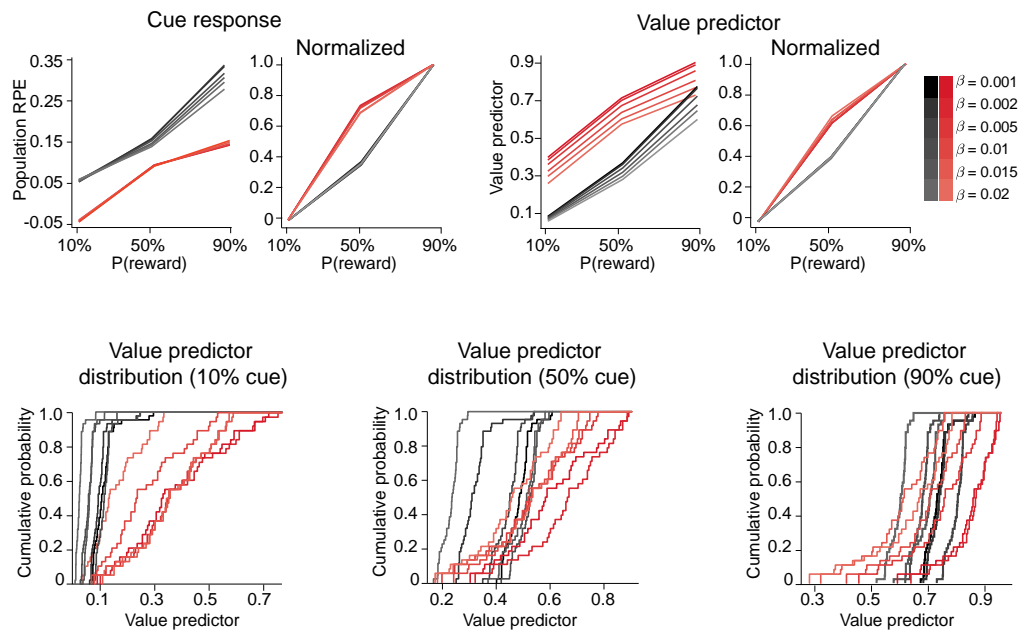 Cue response
Value predictor
Normalized
Normalized
Population RPE
0.35
0.25
0.15
0.05
-0.05
10%
50%
90%
P(reward)
1.0
0.8
0.6
0.4
0.2
0
10%
50%
90%
P(reward)
Value predictor
0.9
0.7
0.5
0.3
0.1
10%
50%
90%
P(reward)
1.0
0.8
0.6
0.4
0.2
0
10%
50%
90%
P(reward)
β = 0.001
β = 0.002
β = 0.005
β = 0.01
β = 0.015
β = 0.02
Value predictor
distribution (10% cue)
Cumulative probability
1.0
0.8
0.6
0.4
0.2
0
0.1
0.3
0.5
0.7
Value predictor
Value predictor
distribution (50% cue)
Cumulative probability
1.0
0.8
0.6
0.4
0.2
0
0.2
0.4
0.6
0.8
Value predictor
Value predictor
distribution (90% cue)
Cumulative probability
1.0
0.8
0.6
0.4
0.2
0
0.3
0.5
0.7
0.9
Value predictor